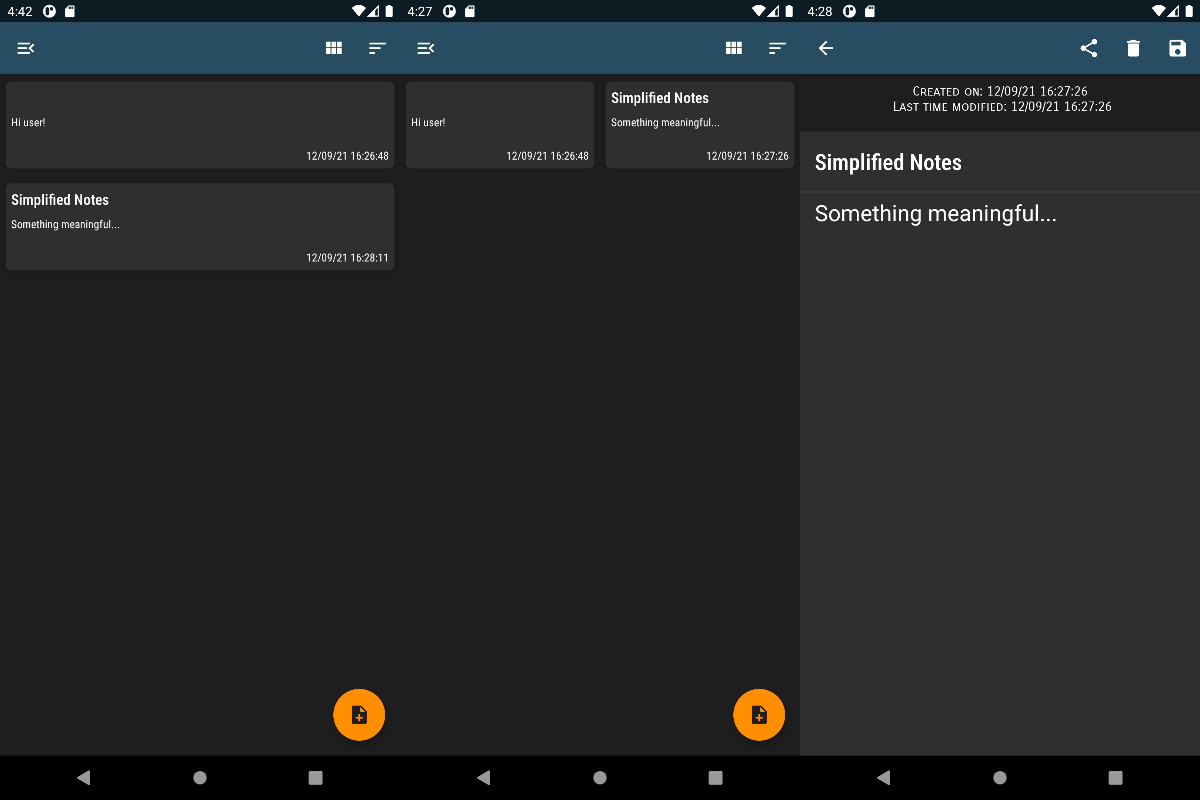 4:42
Hi user!
12/09/21 16:26:48
Simplified Notes
Something meaningful...
12/09/21 16:28:11
4:27
Hi user!
12/09/21 16:26:48
Simplified Notes
Something meaningful...
12/09/21 16:27:26
4:28
Created on: 12/09/21 16:27:26
Last time modified: 12/09/21 16:27:26
Simplified Notes
Something meaningful...